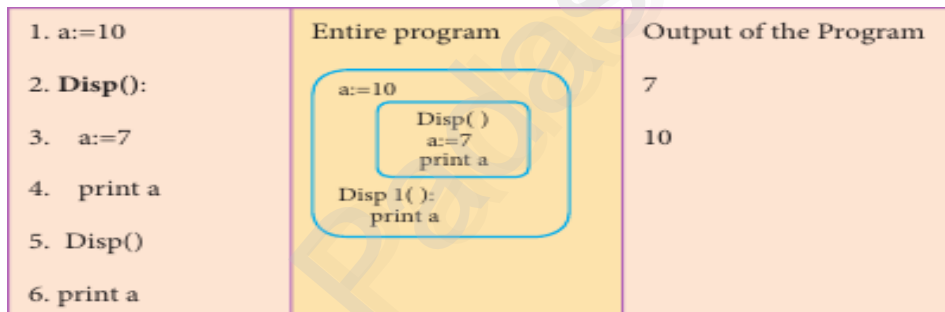 1. a:=10
2. Disp():
3. a:=7
4. print a
5. Disp()
6. print a
Entire program
a:=10
Disp( )
a:=7
print a
Disp 1( ):
print a
Output of the Program
7
10